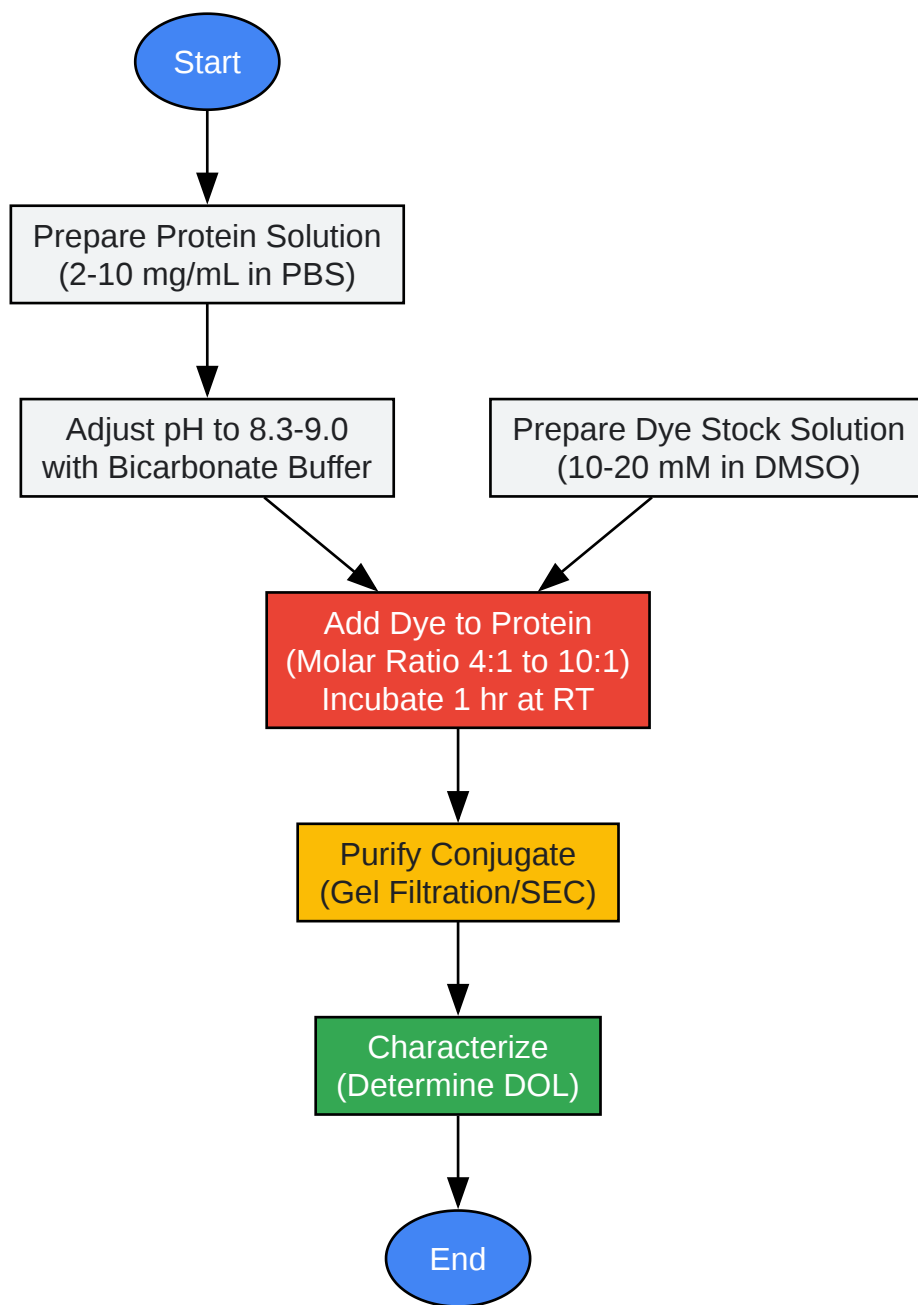 Start
Prepare Protein Solution
(2-10 mg/mL in PBS)
Adjust pH to 8.3-9.0
with Bicarbonate Buffer
Prepare Dye Stock Solution
(10-20 mM in DMSO)
Add Dye to Protein
(Molar Ratio 4:1 to 10:1)
Incubate 1 hr at RT
Purify Conjugate
(Gel Filtration/SEC)
Characterize
(Determine DOL)
End